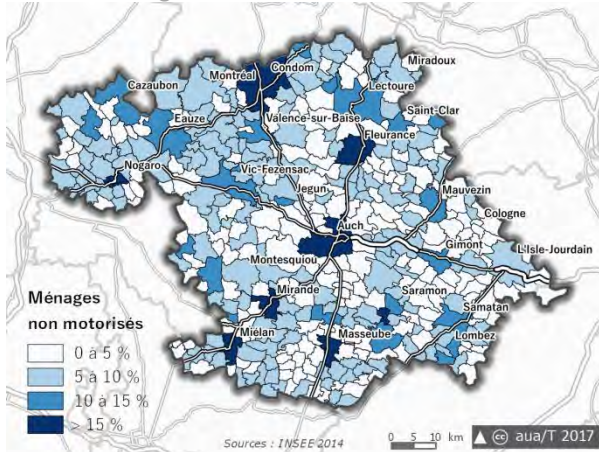 Miradoux
Condom
Montréal
Cazaubon
Lectoure
Saint-Clar
Eauze
Valence-sur-Baïse
Fleurance
Nogaro
Vic-Fezensac
Mauvezin
Jegun
Cologne
Auch
Gimont
L'Isle-Jourdain
Montesquiou
Mirande
Saramon
Samatan
Ménages
non motorisés
Miélan
Masseube
Lombez
0 à 5 %
5 à 10 %
10 à 15 %
> 15 %
Sources : INSEE 2014
0 5 10 km
cc aua/T 2017